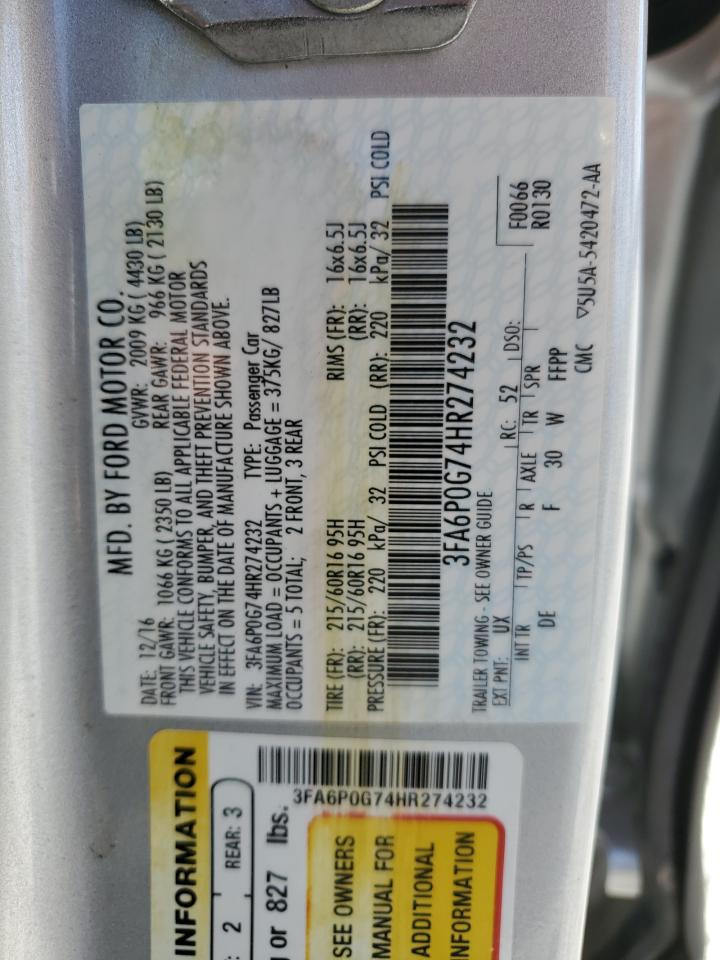 MFD. BY FORD MOTOR CO.
DATE: 12/16 GVWR: 2009 KG ( 4430 LB)
FRONT GAWR: 1066 KG ( 2350 LB) REAR GAWR: 966 KG ( 2130 LB)
THIS VEHICLE CONFORMS TO ALL APPLICABLE FEDERAL MOTOR
VEHICLE SAFETY, BUMPER, AND THEFT PREVENTION STANDARDS
IN EFFECT ON THE DATE OF MANUFACTURE SHOWN ABOVE.
VIN: 3FA6P0G74HR274232 TYPE: Passenger Car
MAXIMUM LOAD = OCCUPANTS + LUGGAGE = 375KG/ 827LB
OCCUPANTS = 5 TOTAL; 2 FRONT, 3 REAR
TIRE (FR): 215/60R16 95H RIMS (FR): 16x6.5J
(RR): 215/60R16 95H (RR): 16x6.5J
PRESSURE (FR): 220 kPa/ 32 PSI COLD (RR): 220 kPa/ 32 PSI COLD
3FA6P0G74HR274232
TRAILER TOWING - SEE OWNER GUIDE
F0066
EXT PNT: UX RC: 52 DSO: R0130
INT TR TP/PS R AXLE TR SPR
DE F 30 W FFPP
CMC ▽5U5A-5420472-AA
INFORMATION
: 2 REAR: 3
or 827 lbs.
3FA6P0G74HR274232
SEE OWNERS
MANUAL FOR
ADDITIONAL
INFORMATION